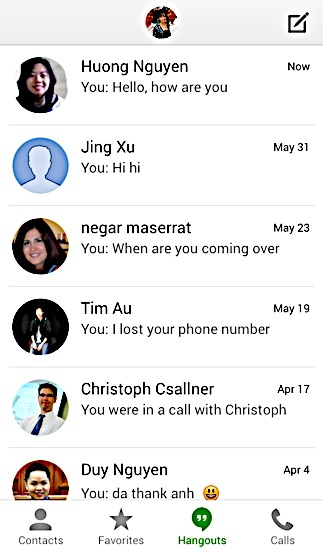 Huong Nguyen
Now
You: Hello, how are you
Jing Xu
May 31
You: Hi hi
negar maserrat
May 23
You: When are you coming over
Tim Au
May 19
You: I lost your phone number
Christoph Csallner
Apr 17
You were in a call with Christoph
Duy Nguyen
Apr 4
You: da thank anh 😃
Contacts
Favorites
Hangouts
Calls